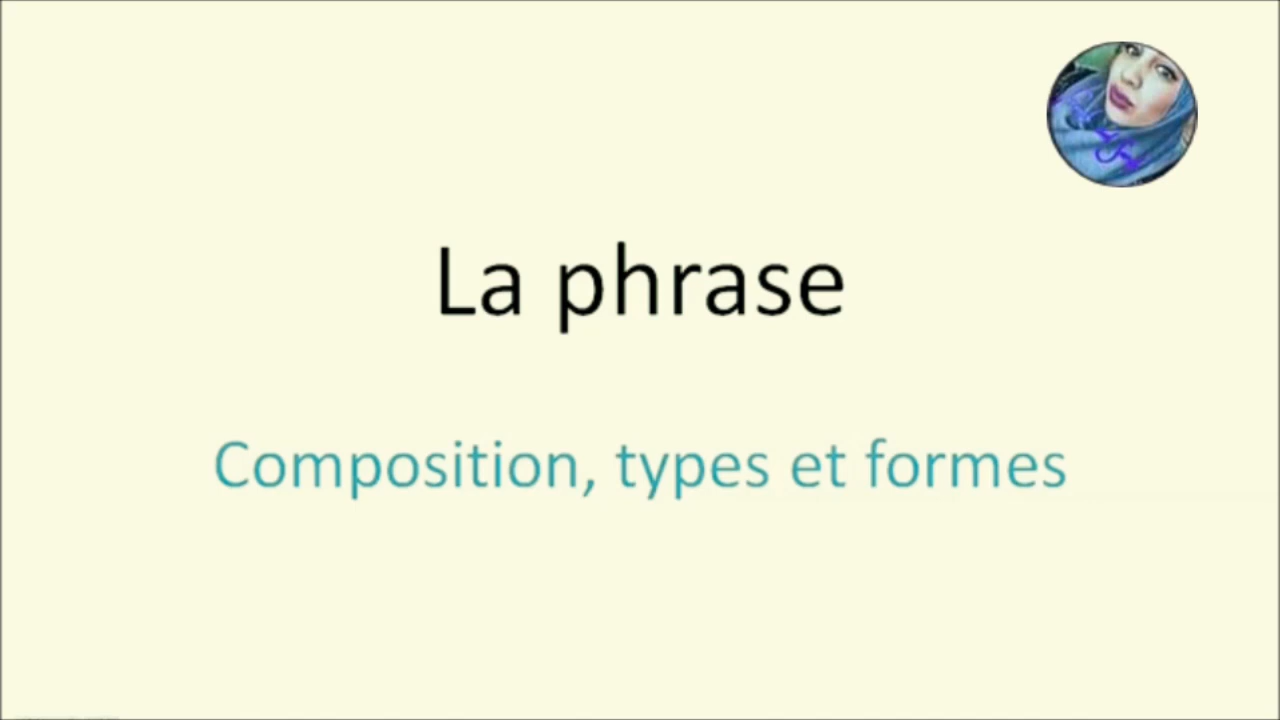 La phrase
Composition, types et formes